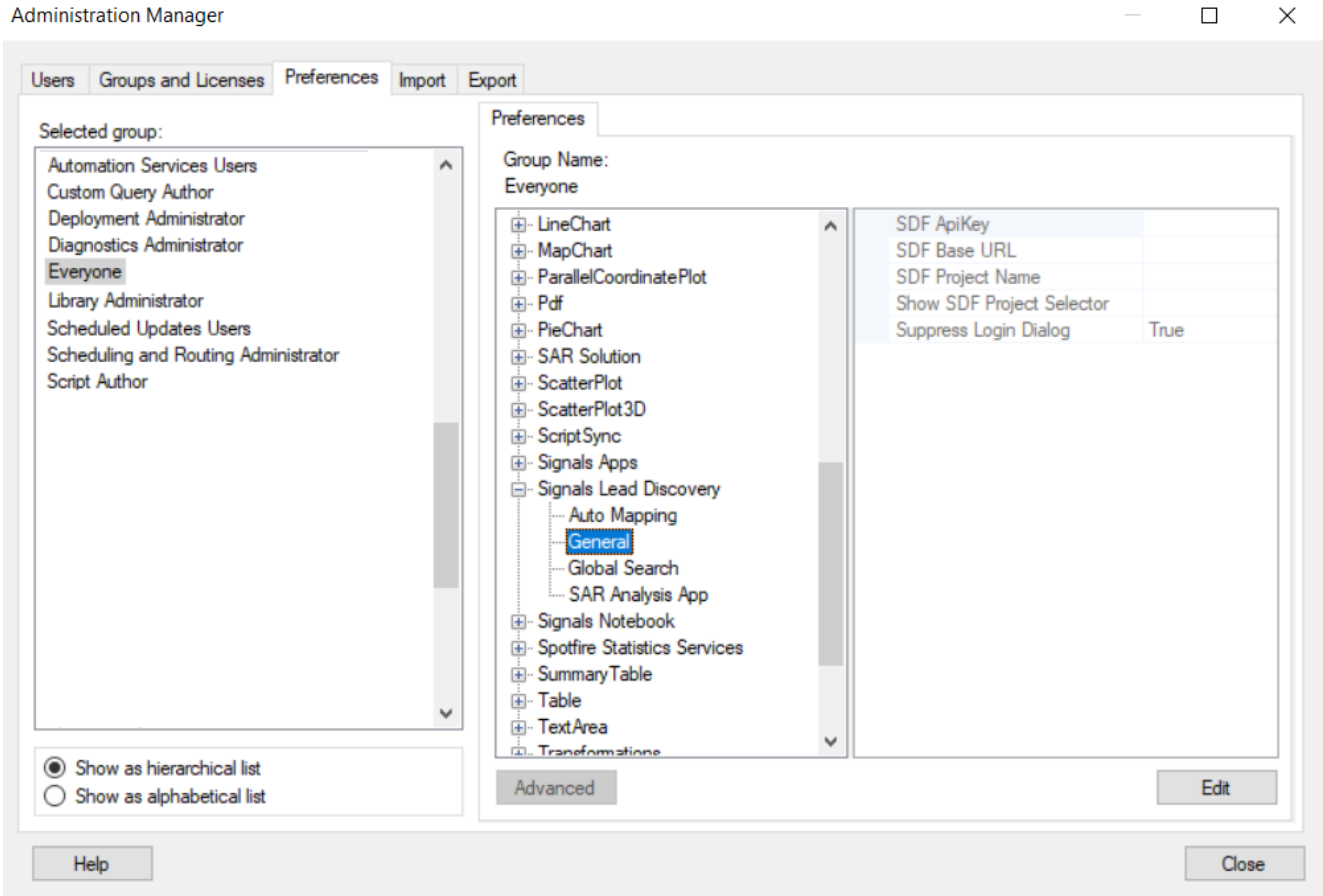 Administration Manager
Users
Groups and Licenses
Preferences
Import
Export
Selected group:
Automation Services Users
Custom Query Author
Deployment Administrator
Diagnostics Administrator
Everyone
Library Administrator
Scheduled Updates Users
Scheduling and Routing Administrator
Script Author
Show as hierarchical list
Show as alphabetical list
Preferences
Group Name:
Everyone
LineChart
MapChart
ParallelCoordinatePlot
Pdf
PieChart
SAR Solution
ScatterPlot
ScatterPlot3D
ScriptSync
Signals Apps
Signals Lead Discovery
Auto Mapping
General
Global Search
SAR Analysis App
Signals Notebook
Spotfire Statistics Services
SummaryTable
Table
TextArea
Transformations
SDF ApiKey
SDF Base URL
SDF Project Name
Show SDF Project Selector
Suppress Login Dialog True
Advanced
Edit
Help
Close